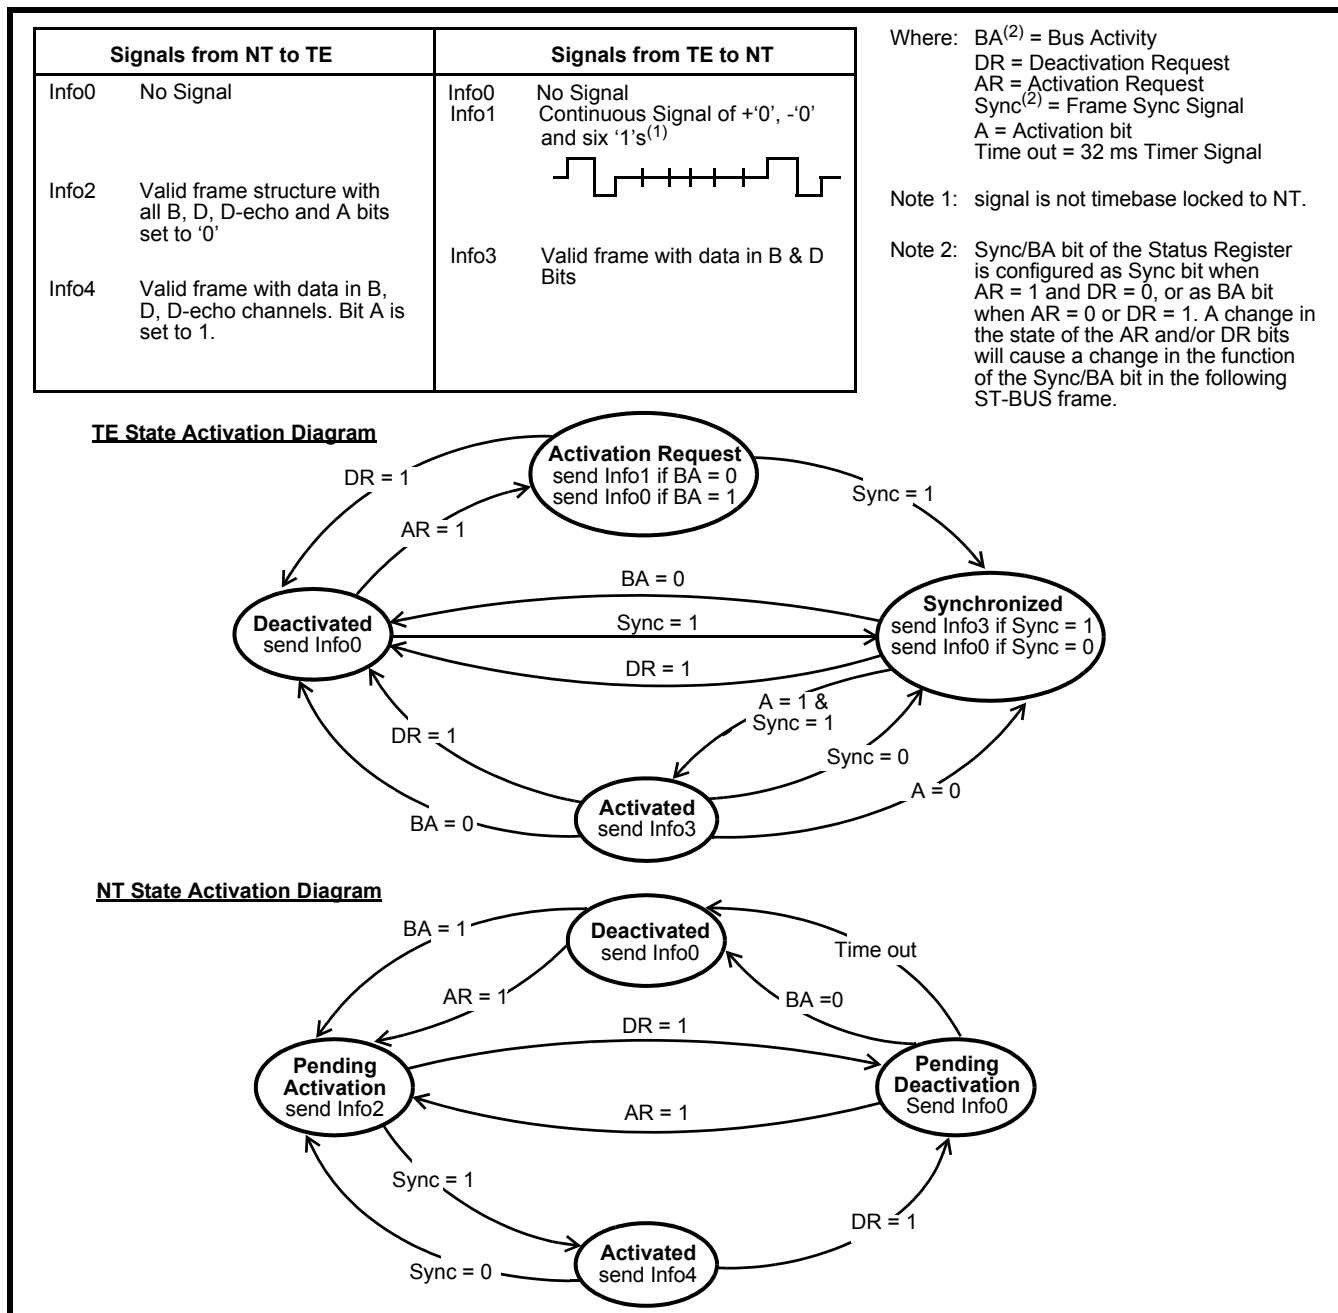 Signals from NT to TE
Signals from TE to NT
Info0 No Signal
Info2 Valid frame structure with
all B, D, D-echo and A bits
set to ‘0’
Info4 Valid frame with data in B,
D, D-echo channels. Bit A is
set to 1.
Info0 No Signal
Info1 Continuous Signal of +‘0’, -‘0’
and six ‘1’s(1)
Info3 Valid frame with data in B & D
Bits
Where: BA(2) = Bus Activity
DR = Deactivation Request
AR = Activation Request
Sync(2) = Frame Sync Signal
A = Activation bit
Time out = 32 ms Timer Signal
Note 1: signal is not timebase locked to NT.
Note 2: Sync/BA bit of the Status Register
is configured as Sync bit when
AR = 1 and DR = 0, or as BA bit
when AR = 0 or DR = 1. A change in
the state of the AR and/or DR bits
will cause a change in the function
of the Sync/BA bit in the following
ST-BUS frame.
TE State Activation Diagram
Activation Request
send Info1 if BA = 0
send Info0 if BA = 1
DR = 1
Sync = 1
AR = 1
BA = 0
Deactivated
send Info0
Sync = 1
Synchronized
send Info3 if Sync = 1
send Info0 if Sync = 0
DR = 1
A = 1 &
Sync = 1
DR = 1
Sync = 0
A = 0
Activated
send Info3
BA = 0
NT State Activation Diagram
BA = 1
Deactivated
send Info0
Time out
AR = 1
BA =0
DR = 1
Pending
Activation
send Info2
Pending
Deactivation
Send Info0
AR = 1
Sync = 1
DR = 1
Activated
send Info4
Sync = 0